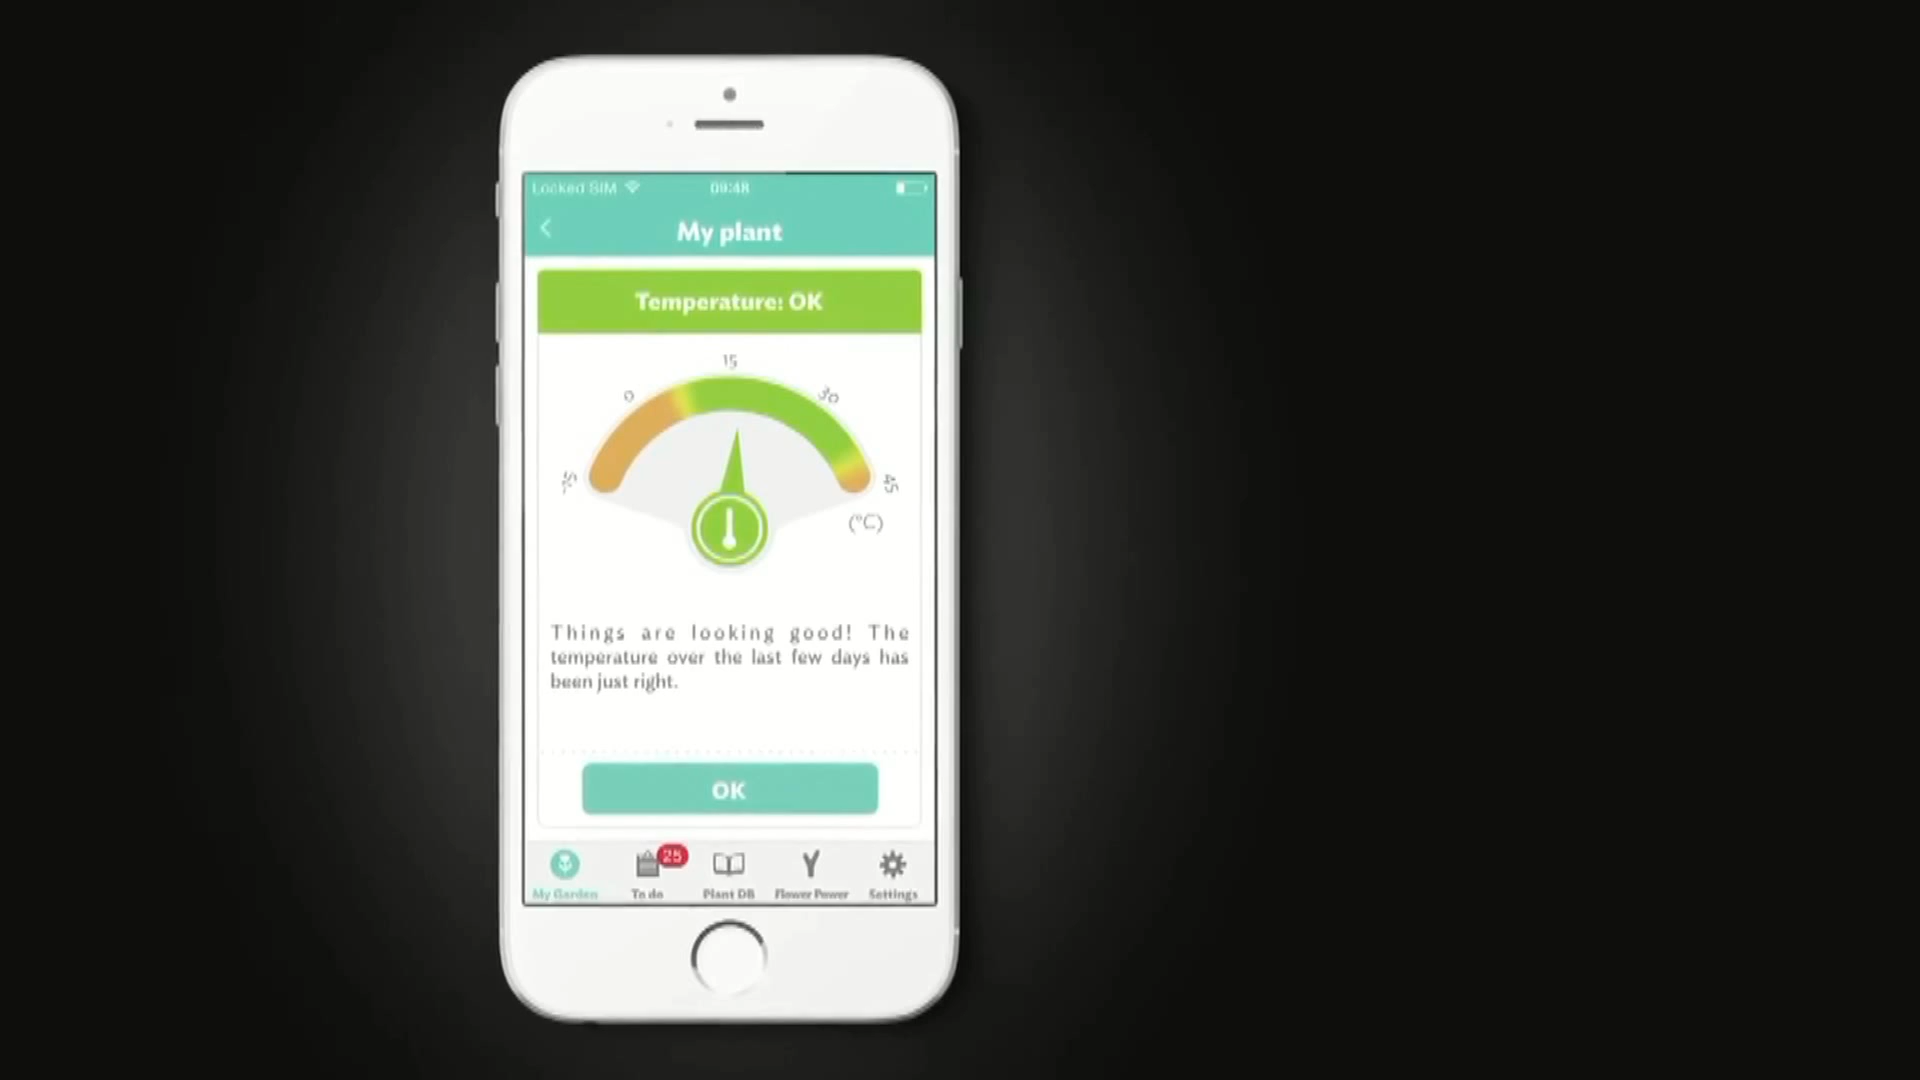 Locked SIM 09:48
My plant
Temperature: OK
15
0 30
45
(°C)
Things are looking good! The
temperature over the last few days has
been just right.
OK
25
My Garden To do Plant DB Flower Power Settings